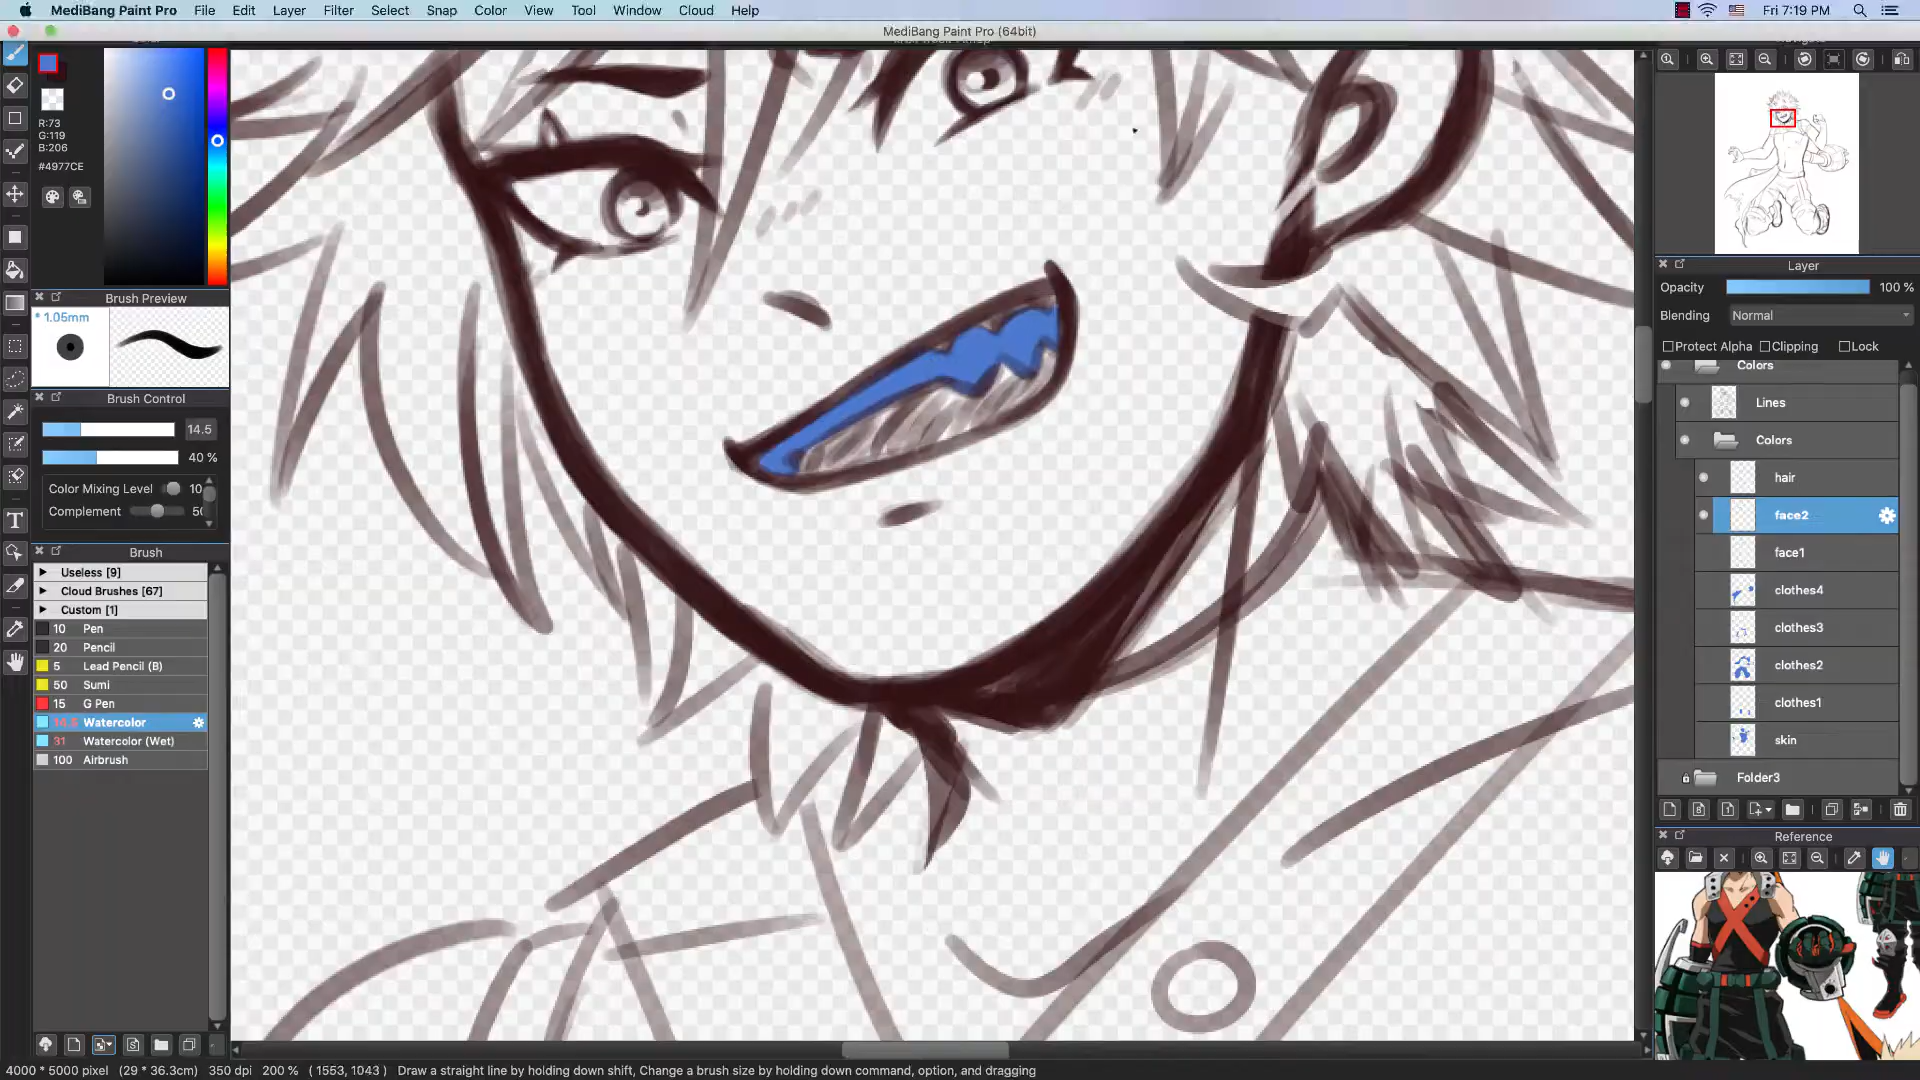 MediBang Paint Pro File Edit Layer Filter Select Snap Color View Tool Window Cloud Help Fri 7:19 PM
MediBang Paint Pro (64bit)
R:73
G:119
B:206
#4977CE
Brush Preview
* 1.05mm
Brush Control
14.5
40 %
Color Mixing Level 10
Complement 50
Brush
Useless [9]
Cloud Brushes [67]
Custom [1]
10 Pen
20 Pencil
5 Lead Pencil (B)
50 Sumi
15 G Pen
14.5 Watercolor
31 Watercolor (Wet)
100 Airbrush
Layer
Opacity 100 %
Blending Normal
Protect Alpha Clipping Lock
Colors
Lines
Colors
hair
face2
face1
clothes4
clothes3
clothes2
clothes1
skin
Folder3
Reference
4000 * 5000 pixel (29 * 36.3cm) 350 dpi 200 % ( 1553, 1043 ) Draw a straight line by holding down shift, Change a brush size by holding down command, option, and dragging